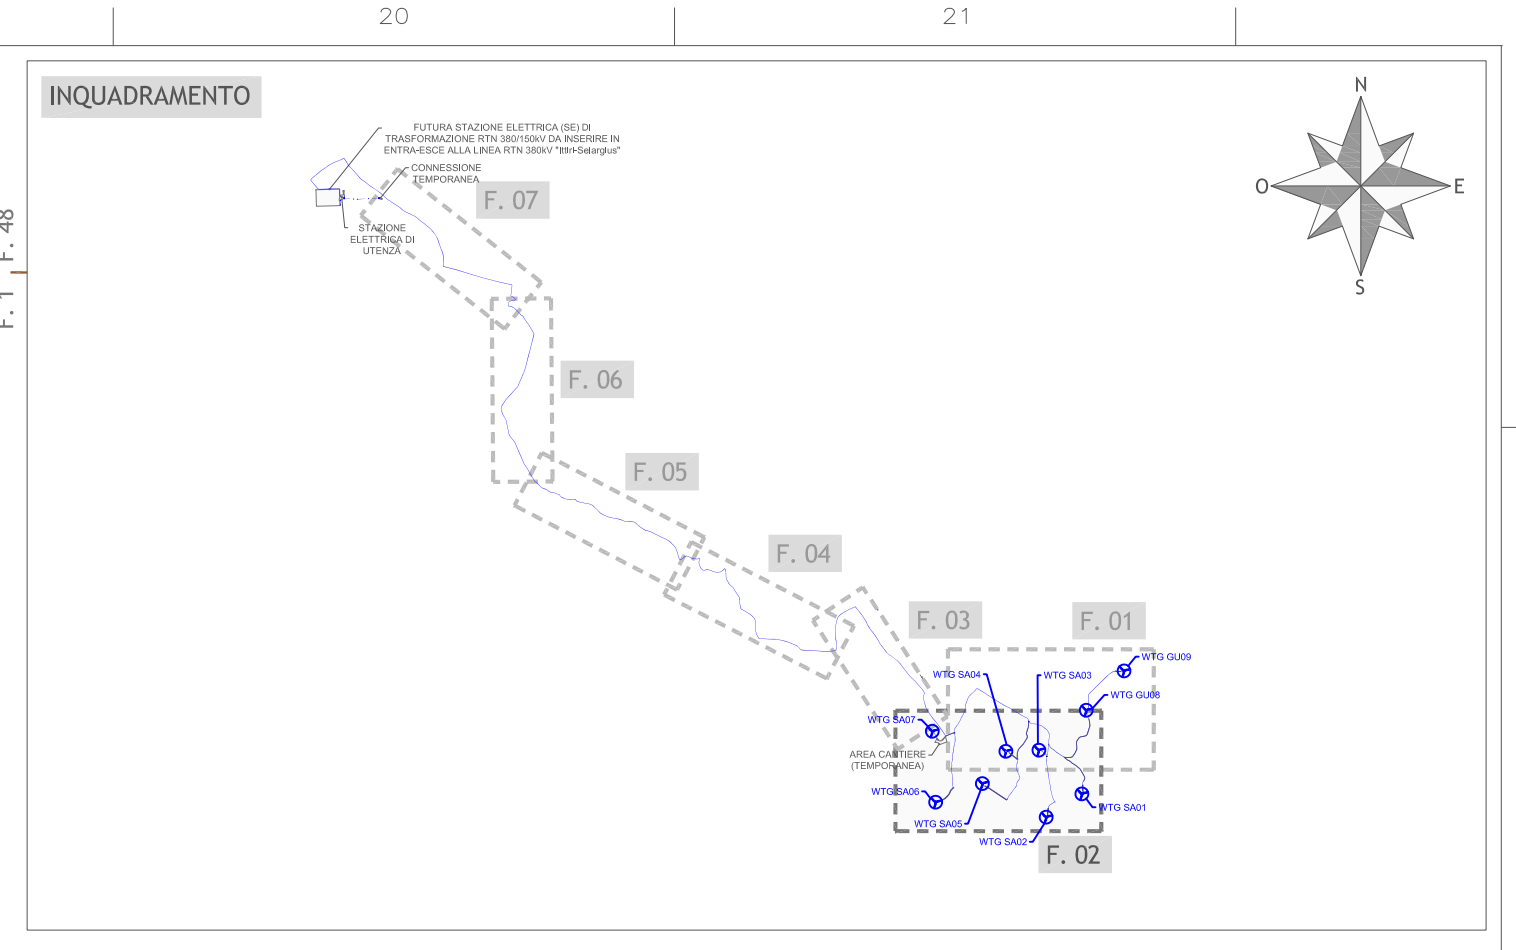 20
21
INQUADRAMENTO
N
O
E
S
FUTURA STAZIONE ELETTRICA (SE) DI
TRASFORMAZIONE RTN 380/150kV DA INSERIRE IN
ENTRA-ESCE ALLA LINEA RTN 380kV "Ittiri-Selargius"
CONNESSIONE
TEMPORANEA
F. 07
STAZIONE
ELETTRICA DI
UTENZA
F. 48
F. 1
F. 06
F. 05
F. 04
F. 03
F. 01
WTG GU09
WTG SA04
WTG SA03
WTG GU08
WTG SA07
AREA CANTIERE
(TEMPORANEA)
WTG SA06
WTG SA01
WTG SA05
WTG SA02
F. 02